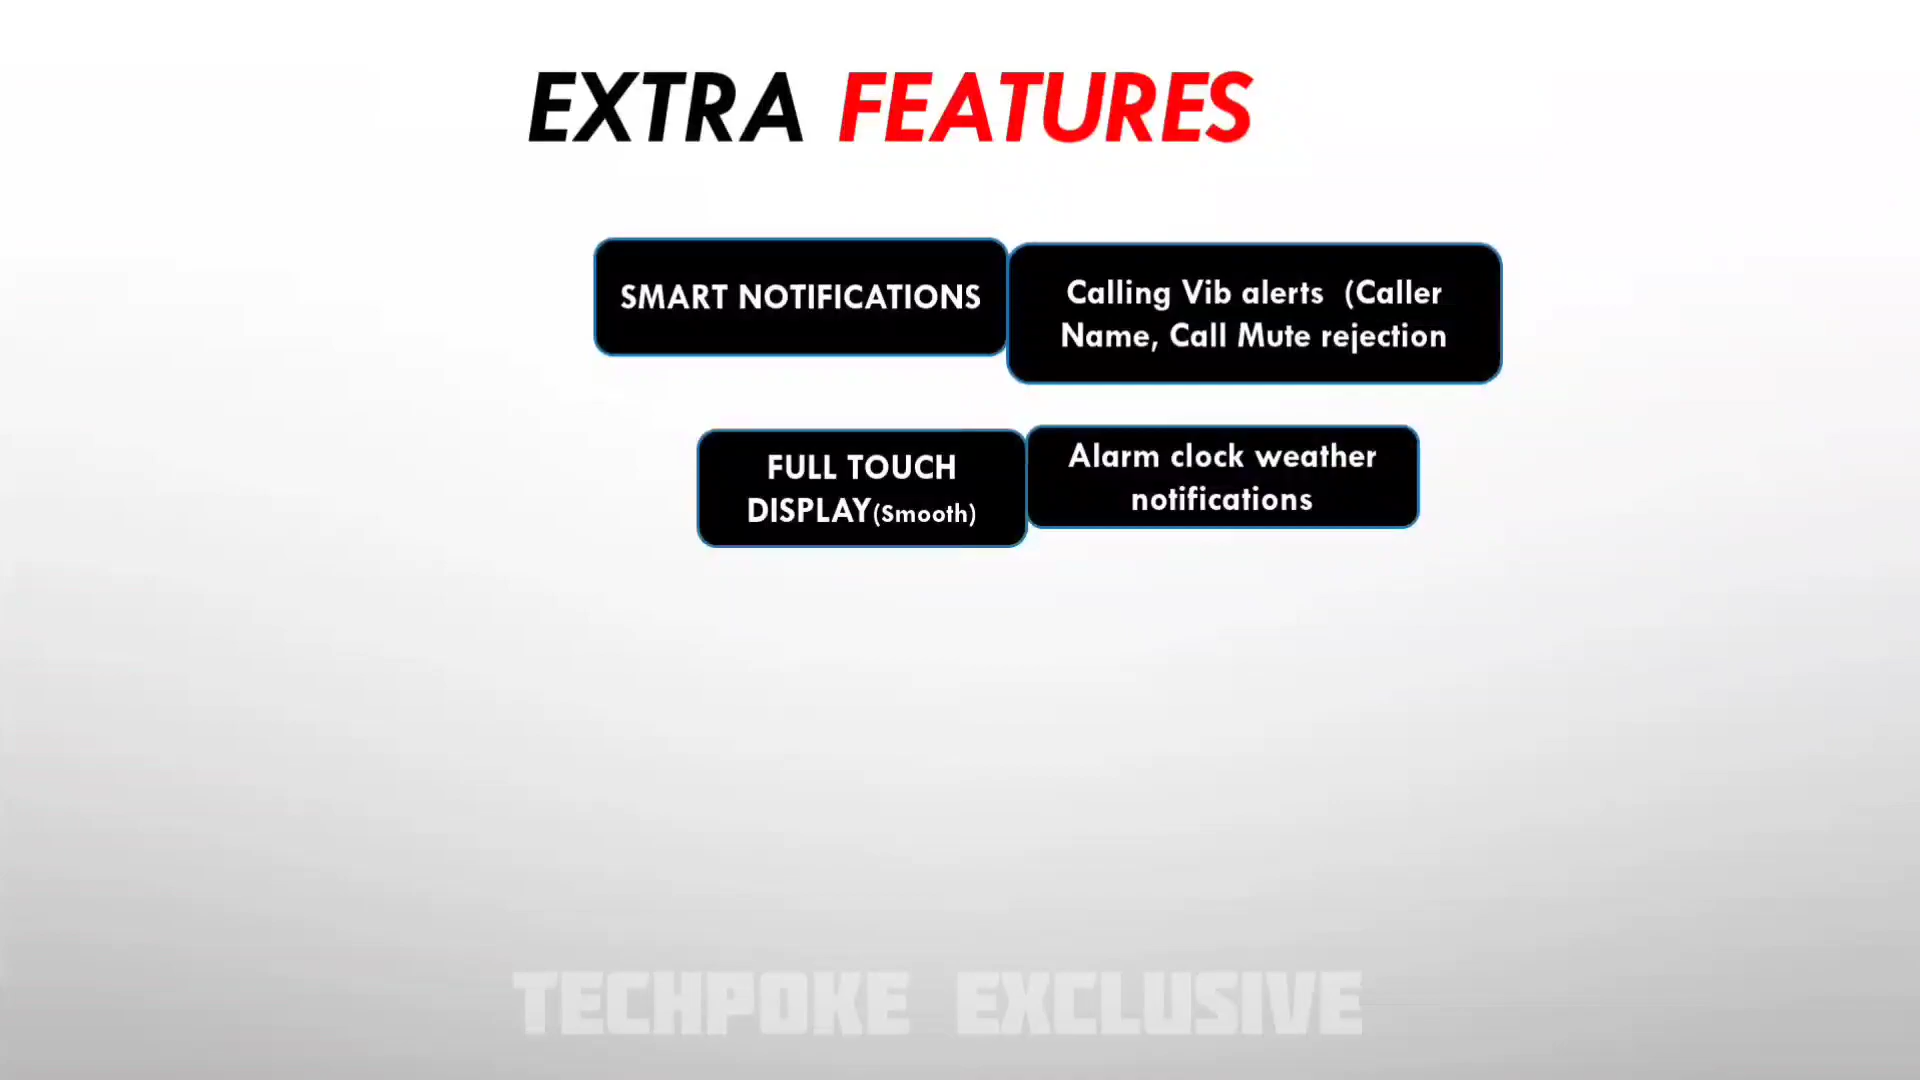 EXTRA FEATURES
SMART NOTIFICATIONS
Calling Vib alerts (Caller
Name, Call Mute rejection
FULL TOUCH
DISPLAY(Smooth)
Alarm clock weather
notifications
TECHPOKE EXCLUSIVE